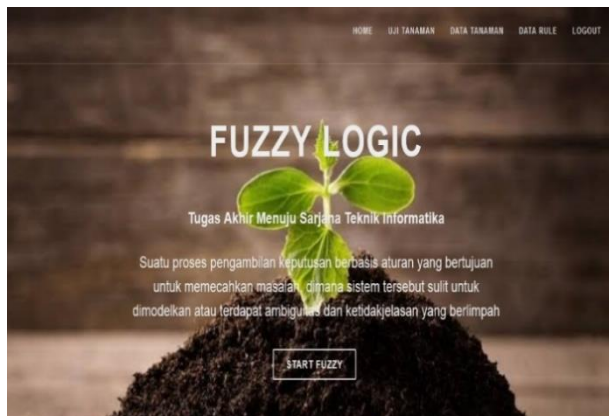 HOME UJI TANAMAN DATA TANAMAN DATA RULE LOGOUT
FUZZY LOGIC
Tugas Akhir Menuju Sarjana Teknik Informatika
Suatu proses pengambilan keputusan berbasis aturan yang bertujuan
untuk memecahkan masalah, dimana sistem tersebut sulit untuk
dimodelkan atau terdapat ambiguitas dan ketidakjelasan yang berlimpah
START FUZZY